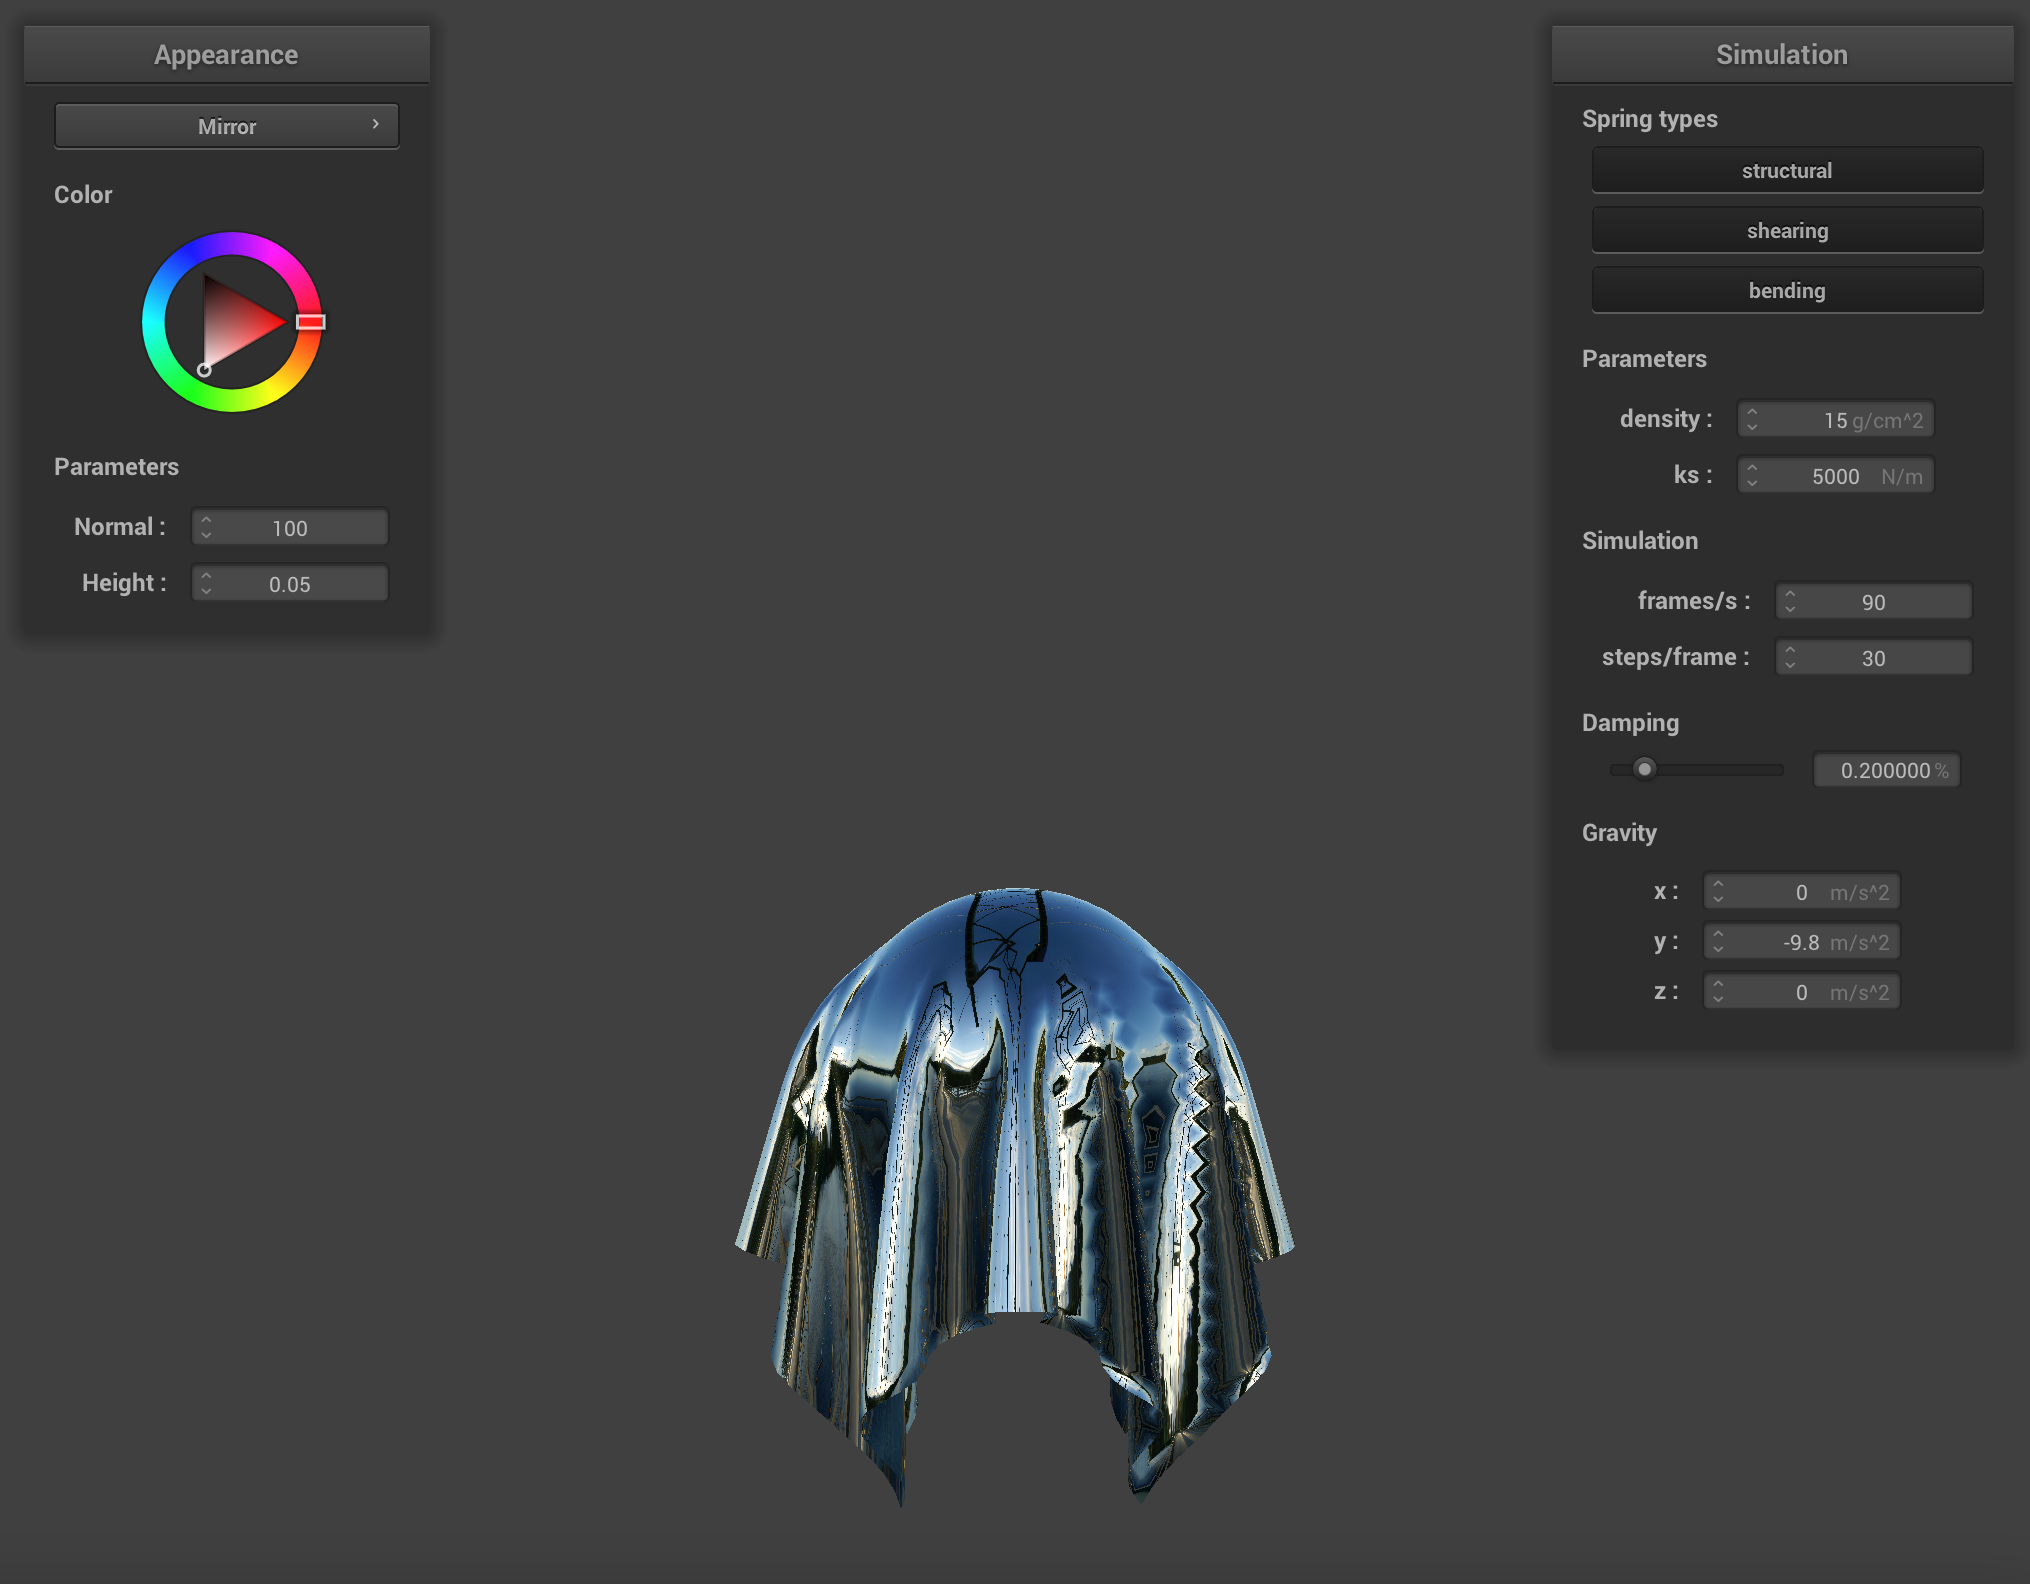 Appearance
Mirror
Color
Parameters
Normal : 100
Height : 0.05
Simulation
Spring types
structural
shearing
bending
Parameters
density : 15 g/cm^2
ks : 5000 N/m
Simulation
frames/s : 90
steps/frame : 30
Damping
0.200000 %
Gravity
x : 0 m/s^2
y : -9.8 m/s^2
z : 0 m/s^2